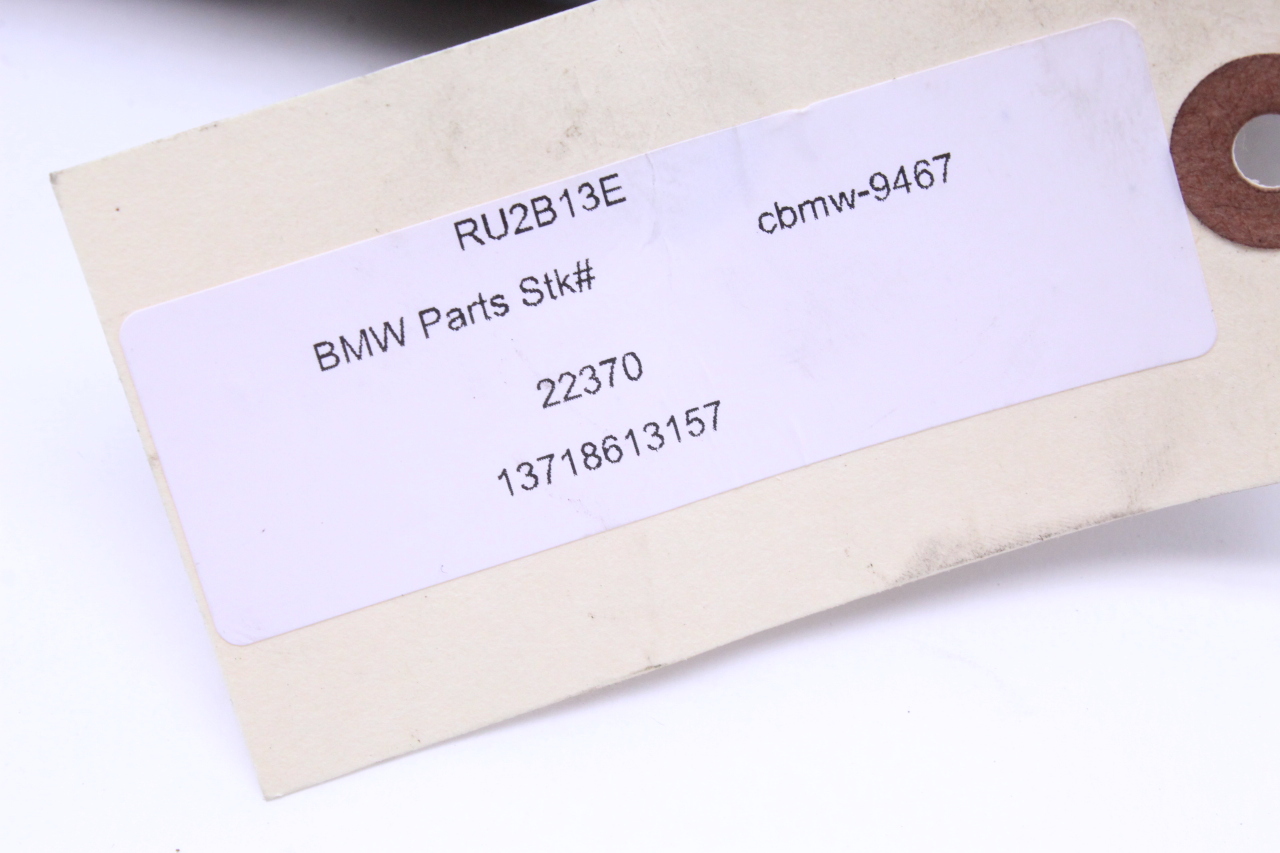 RU2B13E cbmw-9467
BMW Parts Stk#
22370
13718613157